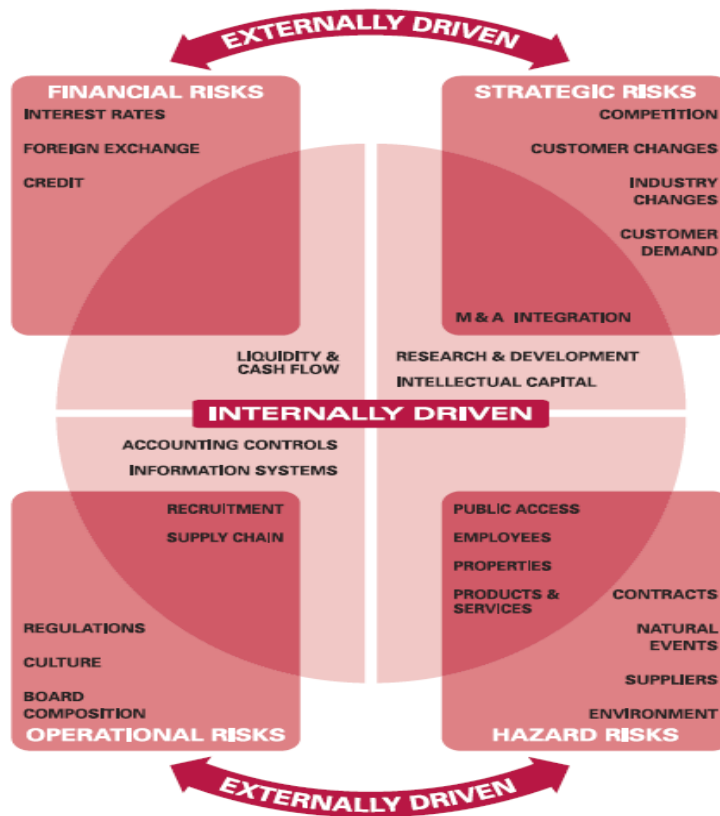 EXTERNALLY DRIVEN
FINANCIAL RISKS
INTEREST RATES
FOREIGN EXCHANGE
CREDIT
LIQUIDITY &
CASH FLOW
STRATEGIC RISKS
COMPETITION
CUSTOMER CHANGES
INDUSTRY
CHANGES
CUSTOMER
DEMAND
M & A INTEGRATION
RESEARCH & DEVELOPMENT
INTELLECTUAL CAPITAL
INTERNALLY DRIVEN
ACCOUNTING CONTROLS
INFORMATION SYSTEMS
RECRUITMENT
SUPPLY CHAIN
REGULATIONS
CULTURE
BOARD
COMPOSITION
OPERATIONAL RISKS
PUBLIC ACCESS
EMPLOYEES
PROPERTIES
PRODUCTS &
SERVICES
CONTRACTS
NATURAL
EVENTS
SUPPLIERS
ENVIRONMENT
HAZARD RISKS
EXTERNALLY DRIVEN